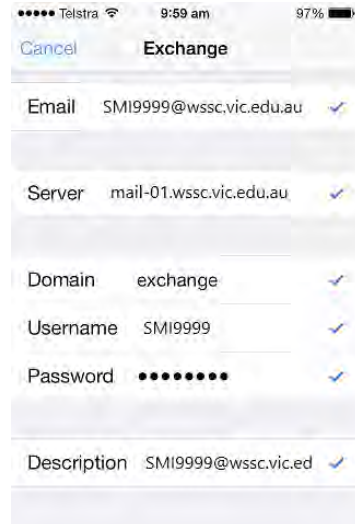 Telstra 9:59 am 97%
Cancel Exchange
Email SMI9999@wssc.vic.edu.au
Server mail-01.wssc.vic.edu.au
Domain exchange
Username SMI9999
Password ●●●●●●●●
Description SMI9999@wssc.vic.ed